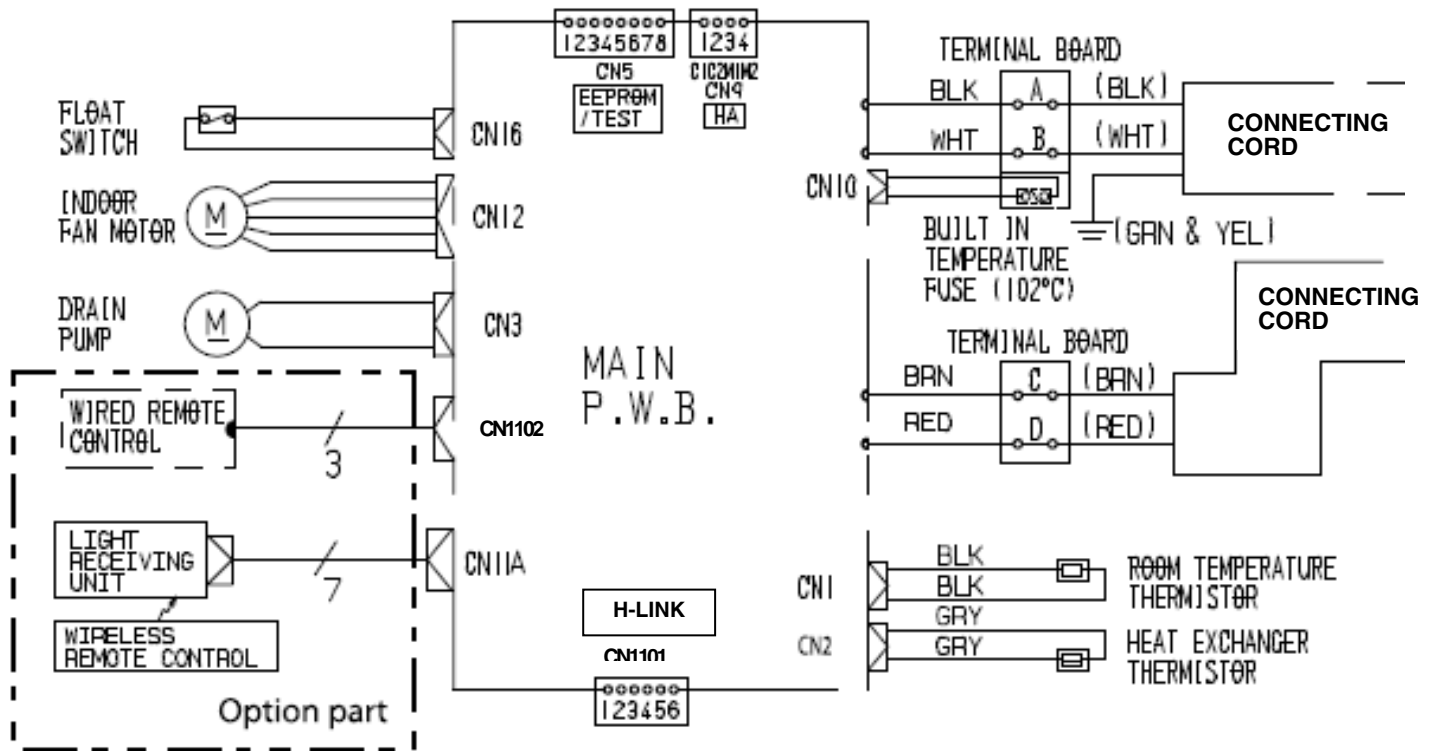 12345678
1234
CN5
C1C2M1M2
CN9
EEPROM
/TEST
HA
FLOAT
SWITCH
CN16
INDOOR
FAN MOTOR
M
CN12
DRAIN
PUMP
M
CN3
WIRED REMOTE
CONTROL
3
CN1102
LIGHT
RECEIVING
UNIT
7
CN11A
WIRELESS
REMOTE CONTROL
Option part
MAIN
P.W.B.
H-LINK
CN1101
123456
TERMINAL BOARD
BLK
A
(BLK)
WHT
B
(WHT)
CONNECTING
CORD
CN10
BUILT IN
TEMPERATURE
FUSE (102°C)
(GRN & YEL)
TERMINAL BOARD
BRN
C
(BRN)
RED
D
(RED)
CONNECTING
CORD
CN1
BLK
BLK
ROOM TEMPERATURE
THERMISTOR
CN2
GRY
GRY
HEAT EXCHANGER
THERMISTOR